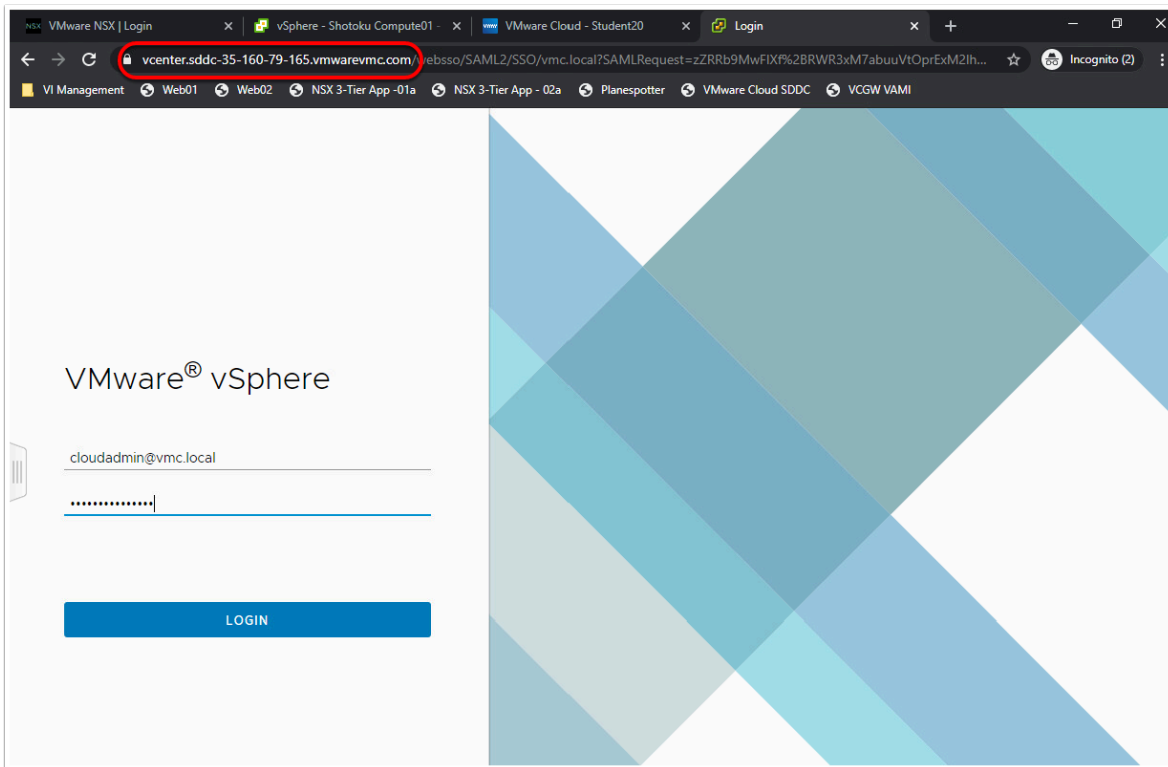 NSX VMware NSX | Login vSphere - Shotoku Compute01 - VMware Cloud - Student20 Login
vcenter.sddc-35-160-79-165.vmwarevmc.com/websso/SAML2/SSO/vmc.local?SAMLRequest=zZRRb9MwFIXf%2BRWR3xM7abuuVtOprExM2Ih... Incognito (2)
VI Management Web01 Web02 NSX 3-Tier App -01a NSX 3-Tier App - 02a Planespotter VMware Cloud SDDC VCGW VAMI
VMware® vSphere
cloudadmin@vmc.local
LOGIN